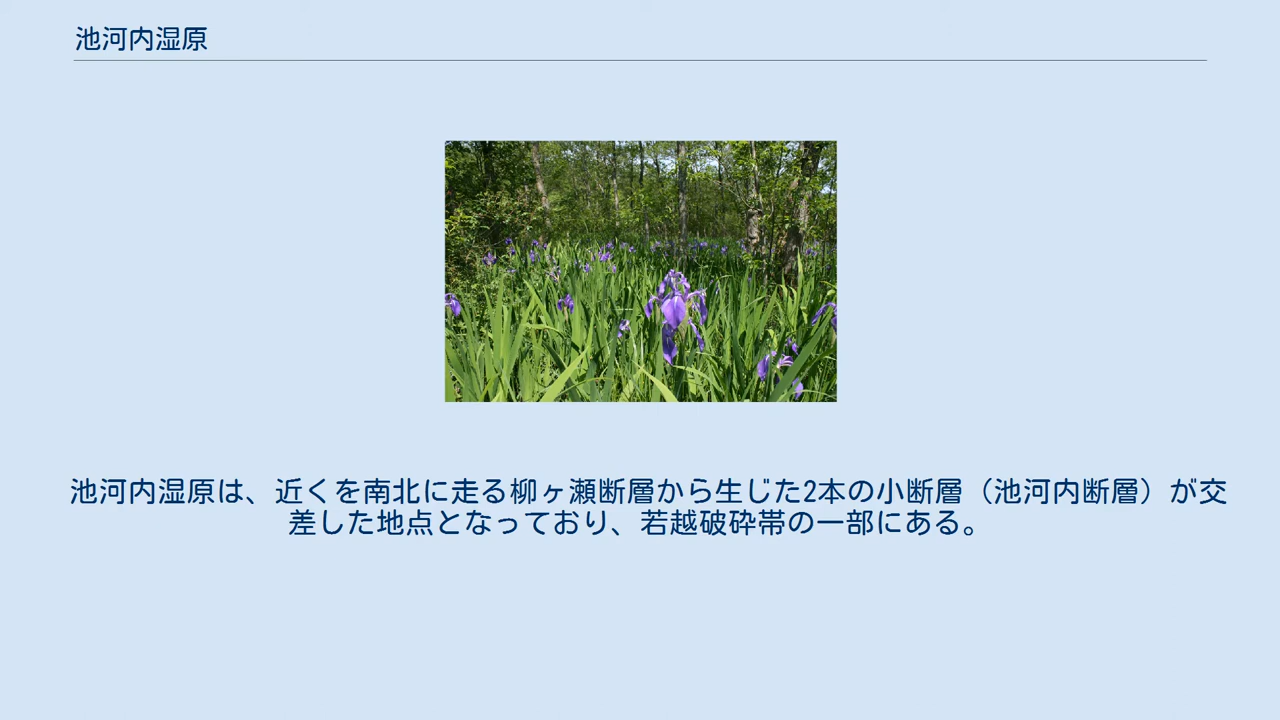 池河内湿原
池河内湿原は、近くを南北に走る柳ヶ瀬断層から生じた2本の小断層（池河内断層）が交
差した地点となっており、若越破砕帯の一部にある。